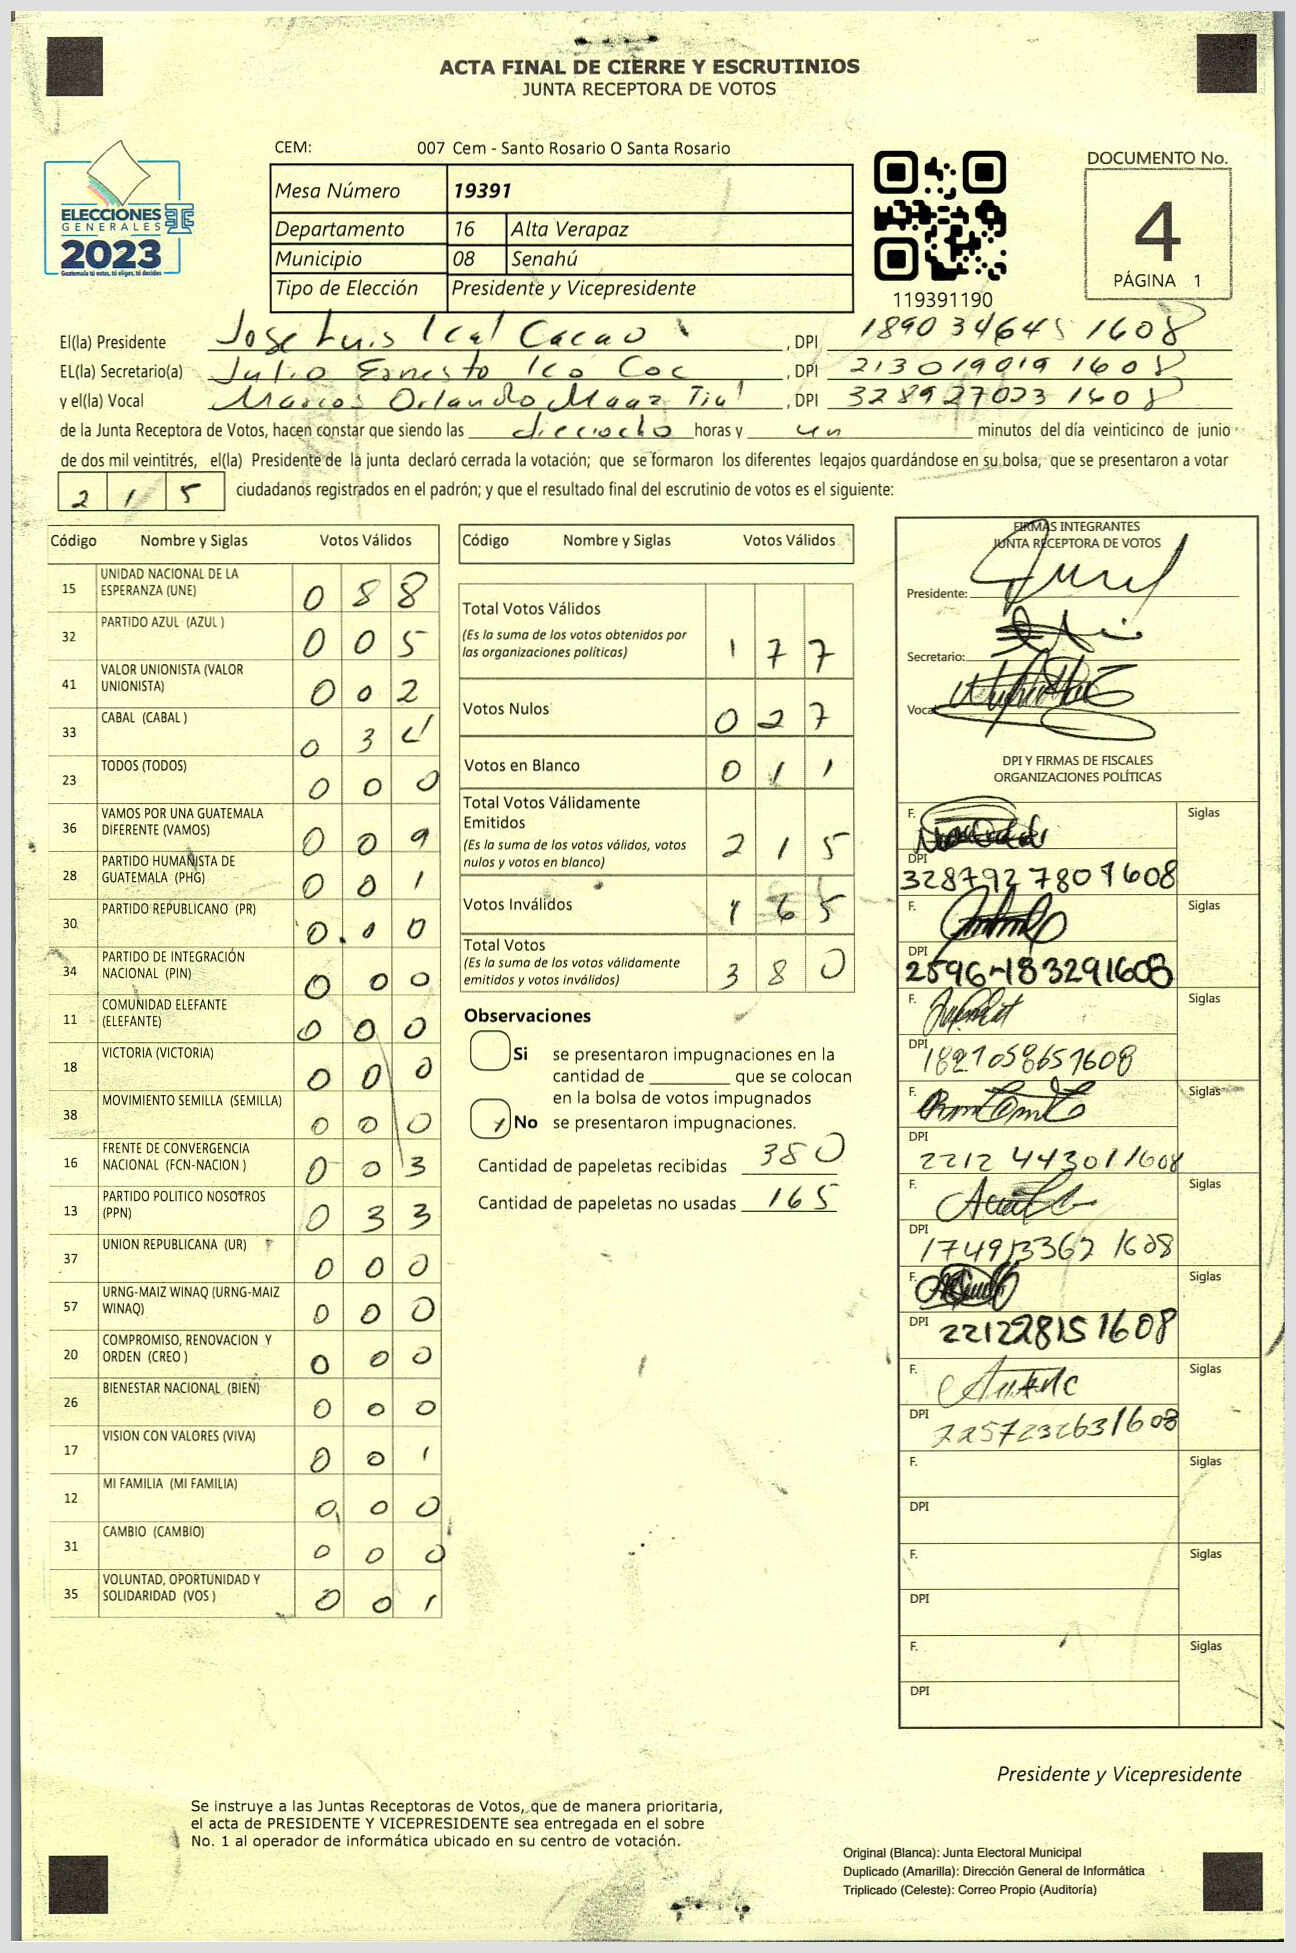 ACTA FINAL DE CIERRE Y ESCRUTINIOS
JUNTA RECEPTORA DE VOTOS
CEM: 007 Cem - Santo Rosario O Santa Rosario
ELECCIONES
GENERALES
2023
Guatemala tú votas, tú eliges, tú decides
Mesa Número 19391
Departamento 16 Alta Verapaz
Municipio 08 Senahú
Tipo de Elección Presidente y Vicepresidente
119391190
DOCUMENTO No.
4
PÁGINA 1
El(la) Presidente Jose Luis Ical Cacao, DPI 1890 34645 1608
EL(la) Secretario(a) Julio Ernesto Ico Coc, DPI 213019019 1608
y el(la) Vocal Marcos Orlando Maaz Tiul, DPI 328927023 1608
de la Junta Receptora de Votos, hacen constar que siendo las dieciocho horas y un minutos del día veinticinco de junio
de dos mil veintitrés, el(la) Presidente de la junta declaró cerrada la votación; que se formaron los diferentes legajos guardándose en su bolsa, que se presentaron a votar
2 1 5 ciudadanos registrados en el padrón; y que el resultado final del escrutinio de votos es el siguiente:
Código Nombre y Siglas Votos Válidos
15 UNIDAD NACIONAL DE LA ESPERANZA (UNE) 0 8 8
32 PARTIDO AZUL (AZUL ) 0 0 5
41 VALOR UNIONISTA (VALOR UNIONISTA) 0 0 2
33 CABAL (CABAL ) 0 3 4
23 TODOS (TODOS) 0 0 0
36 VAMOS POR UNA GUATEMALA DIFERENTE (VAMOS) 0 0 9
28 PARTIDO HUMANISTA DE GUATEMALA (PHG) 0 0 1
30 PARTIDO REPUBLICANO (PR) 0 0 0
34 PARTIDO DE INTEGRACIÓN NACIONAL (PIN) 0 0 0
11 COMUNIDAD ELEFANTE (ELEFANTE) 0 0 0
18 VICTORIA (VICTORIA) 0 0 0
38 MOVIMIENTO SEMILLA (SEMILLA) 0 0 0
16 FRENTE DE CONVERGENCIA NACIONAL (FCN-NACION ) 0 0 3
13 PARTIDO POLITICO NOSOTROS (PPN) 0 3 3
37 UNION REPUBLICANA (UR) 0 0 0
57 URNG-MAIZ WINAQ (URNG-MAIZ WINAQ) 0 0 0
20 COMPROMISO, RENOVACION Y ORDEN (CREO ) 0 0 0
26 BIENESTAR NACIONAL (BIEN) 0 0 0
17 VISION CON VALORES (VIVA) 0 0 1
12 MI FAMILIA (MI FAMILIA) 0 0 0
31 CAMBIO (CAMBIO) 0 0 0
35 VOLUNTAD, OPORTUNIDAD Y SOLIDARIDAD (VOS ) 0 0 1
Código Nombre y Siglas Votos Válidos
Total Votos Válidos
(Es la suma de los votos obtenidos por
las organizaciones políticas) 1 7 7
Votos Nulos 0 2 7
Votos en Blanco 0 1 1
Total Votos Válidamente
Emitidos
(Es la suma de los votos válidos, votos
nulos y votos en blanco) 2 1 5
Votos Inválidos 1 6 5
Total Votos
(Es la suma de los votos válidamente
emitidos y votos inválidos) 3 8 0
Observaciones
Si se presentaron impugnaciones en la
cantidad de ________ que se colocan
en la bolsa de votos impugnados
No se presentaron impugnaciones.
Cantidad de papeletas recibidas 380
Cantidad de papeletas no usadas 165
FIRMAS INTEGRANTES
JUNTA RECEPTORA DE VOTOS
Presidente:
Secretario:
Vocal
DPI Y FIRMAS DE FISCALES
ORGANIZACIONES POLÍTICAS
F. Siglas
DPI 328792780 1608
F. Siglas
DPI 2596-183291608
F. Siglas
DPI 1821058651608
F. Siglas
DPI 2212 443011608
F. Siglas
DPI 174913362 1608
F. Siglas
DPI 221228151608
F. Siglas
DPI 2257232631608
F. Siglas
DPI
F. Siglas
DPI
F. Siglas
DPI
Presidente y Vicepresidente
Se instruye a las Juntas Receptoras de Votos, que de manera prioritaria,
el acta de PRESIDENTE Y VICEPRESIDENTE sea entregada en el sobre
No. 1 al operador de informática ubicado en su centro de votación.
Original (Blanca): Junta Electoral Municipal
Duplicado (Amarilla): Dirección General de Informática
Triplicado (Celeste): Correo Propio (Auditoría)